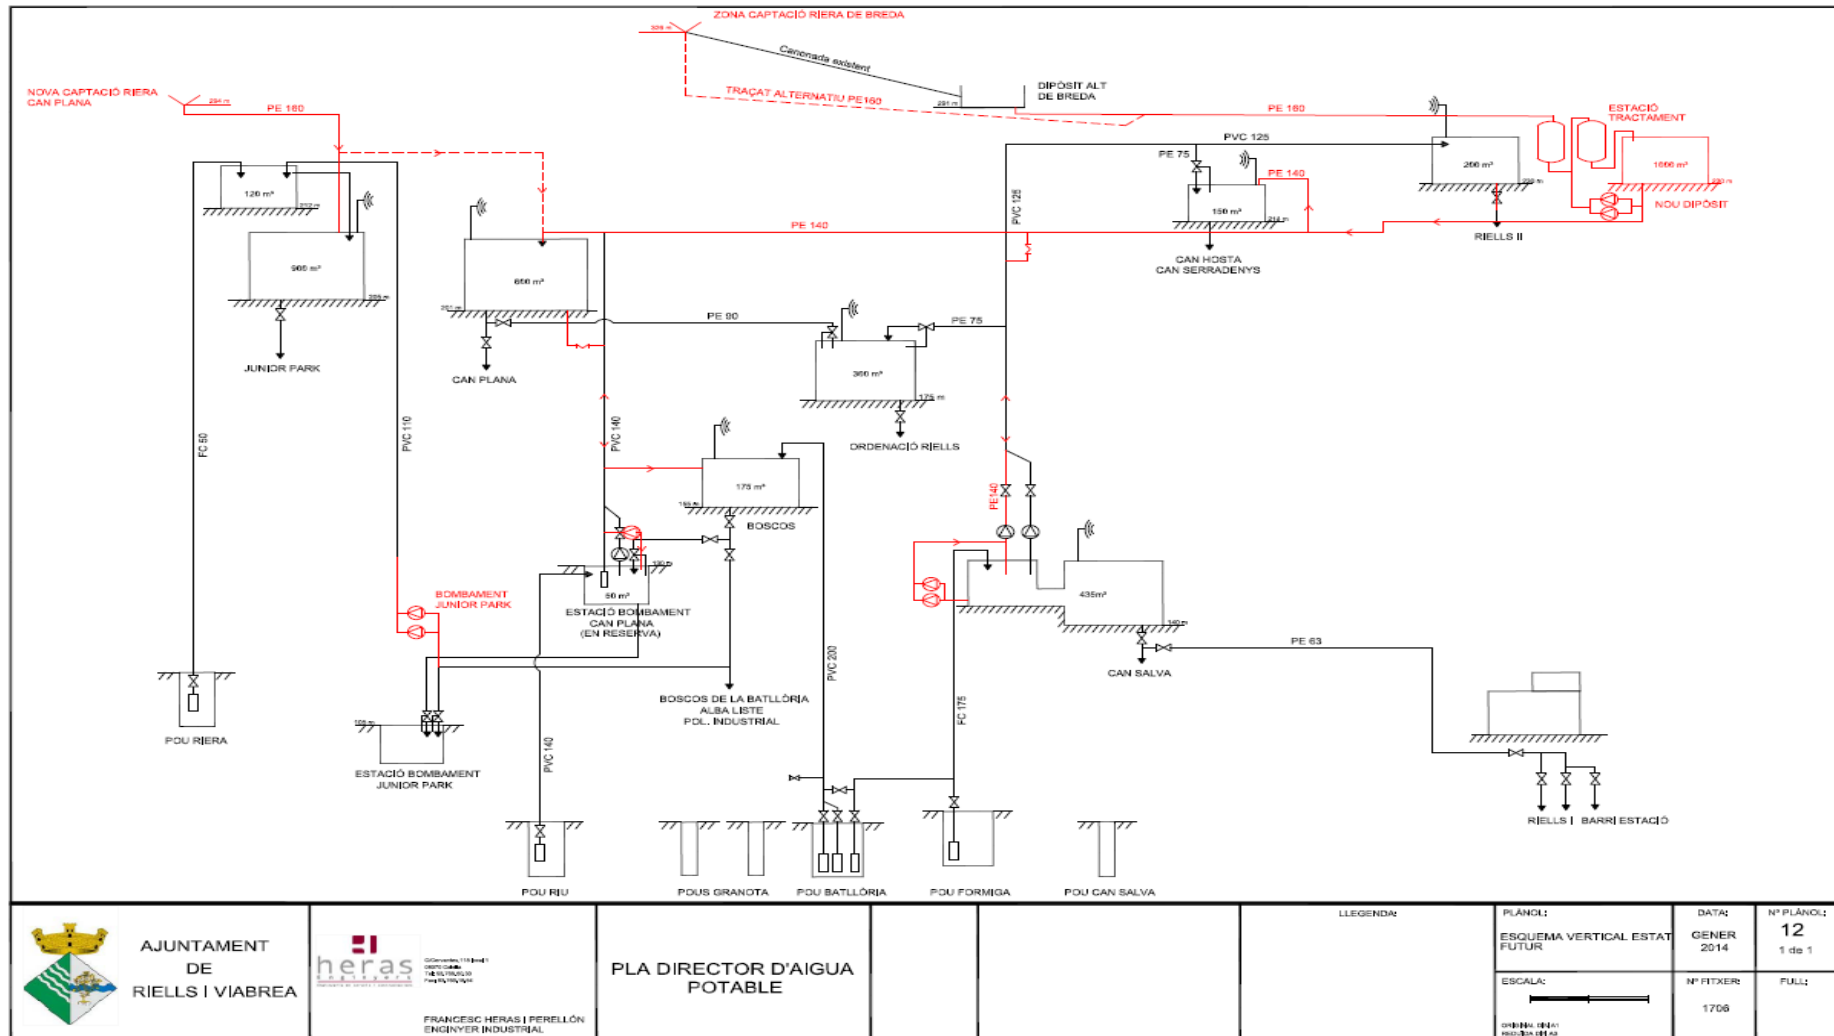 ZONA CAPTACIÓ RIERA DE BREDA
Canonada existent
TRAÇAT ALTERNATIU PE160
DIPÒSIT ALT
DE BREDA
291 m
NOVA CAPTACIÓ RIERA
CAN PLANA
PE 160
PE 160
ESTACIÓ
TRACTAMENT
PVC 125
PE 75
120 m³
150 m³
PE 140
1000 m³
NOU DIPÒSIT
PVC 125
PE 140
RIELLS II
CAN HOSTA
CAN SERRADENYS
JUNIOR PARK
PE 90
PE 75
CAN PLANA
175 m
ORDENACIÓ RIELLS
FC 50
PVC 110
PVC 140
175 m³
BOSCOS
PE140
50 m³
ESTACIÓ BOMBAMENT
CAN PLANA
(EN RESERVA)
BOMBAMENT
JUNIOR PARK
435m³
PE 63
CAN SALVA
BOSCOS DE LA BATLLÒRIA
ALBA LISTE
POL. INDUSTRIAL
PVC 200
FC 175
POU RIERA
ESTACIÓ BOMBAMENT
JUNIOR PARK
PVC 140
RIELLS I BARRI ESTACIÓ
POU RIU
POUS GRANOTA
POU BATLLÒRIA
POU FORMIGA
POU CAN SALVA
AJUNTAMENT
DE
RIELLS I VIABREA
heras
FRANCESC HERAS I PERELLÓN
ENGINYER INDUSTRIAL
PLA DIRECTOR D'AIGUA
POTABLE
LLEGENDA:
PLÀNOL:
ESQUEMA VERTICAL ESTAT
FUTUR
DATA:
GENER
2014
Nº PLÀNOL:
12
1 de 1
ESCALA:
Nº FITXER:
1706
FULL: